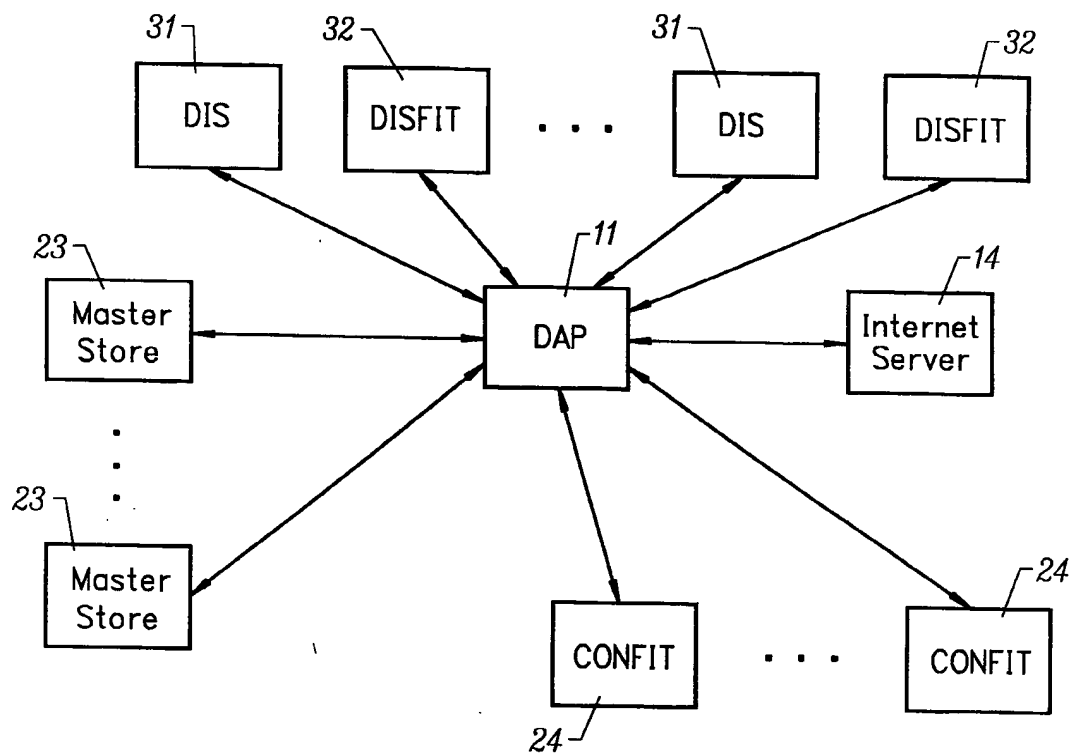 31
32
31
32
DIS
DISFIT
. . .
DIS
DISFIT
23
11
14
Master
Store
DAP
Internet
Server
23
Master
Store
24
CONFIT
. . .
CONFIT
24